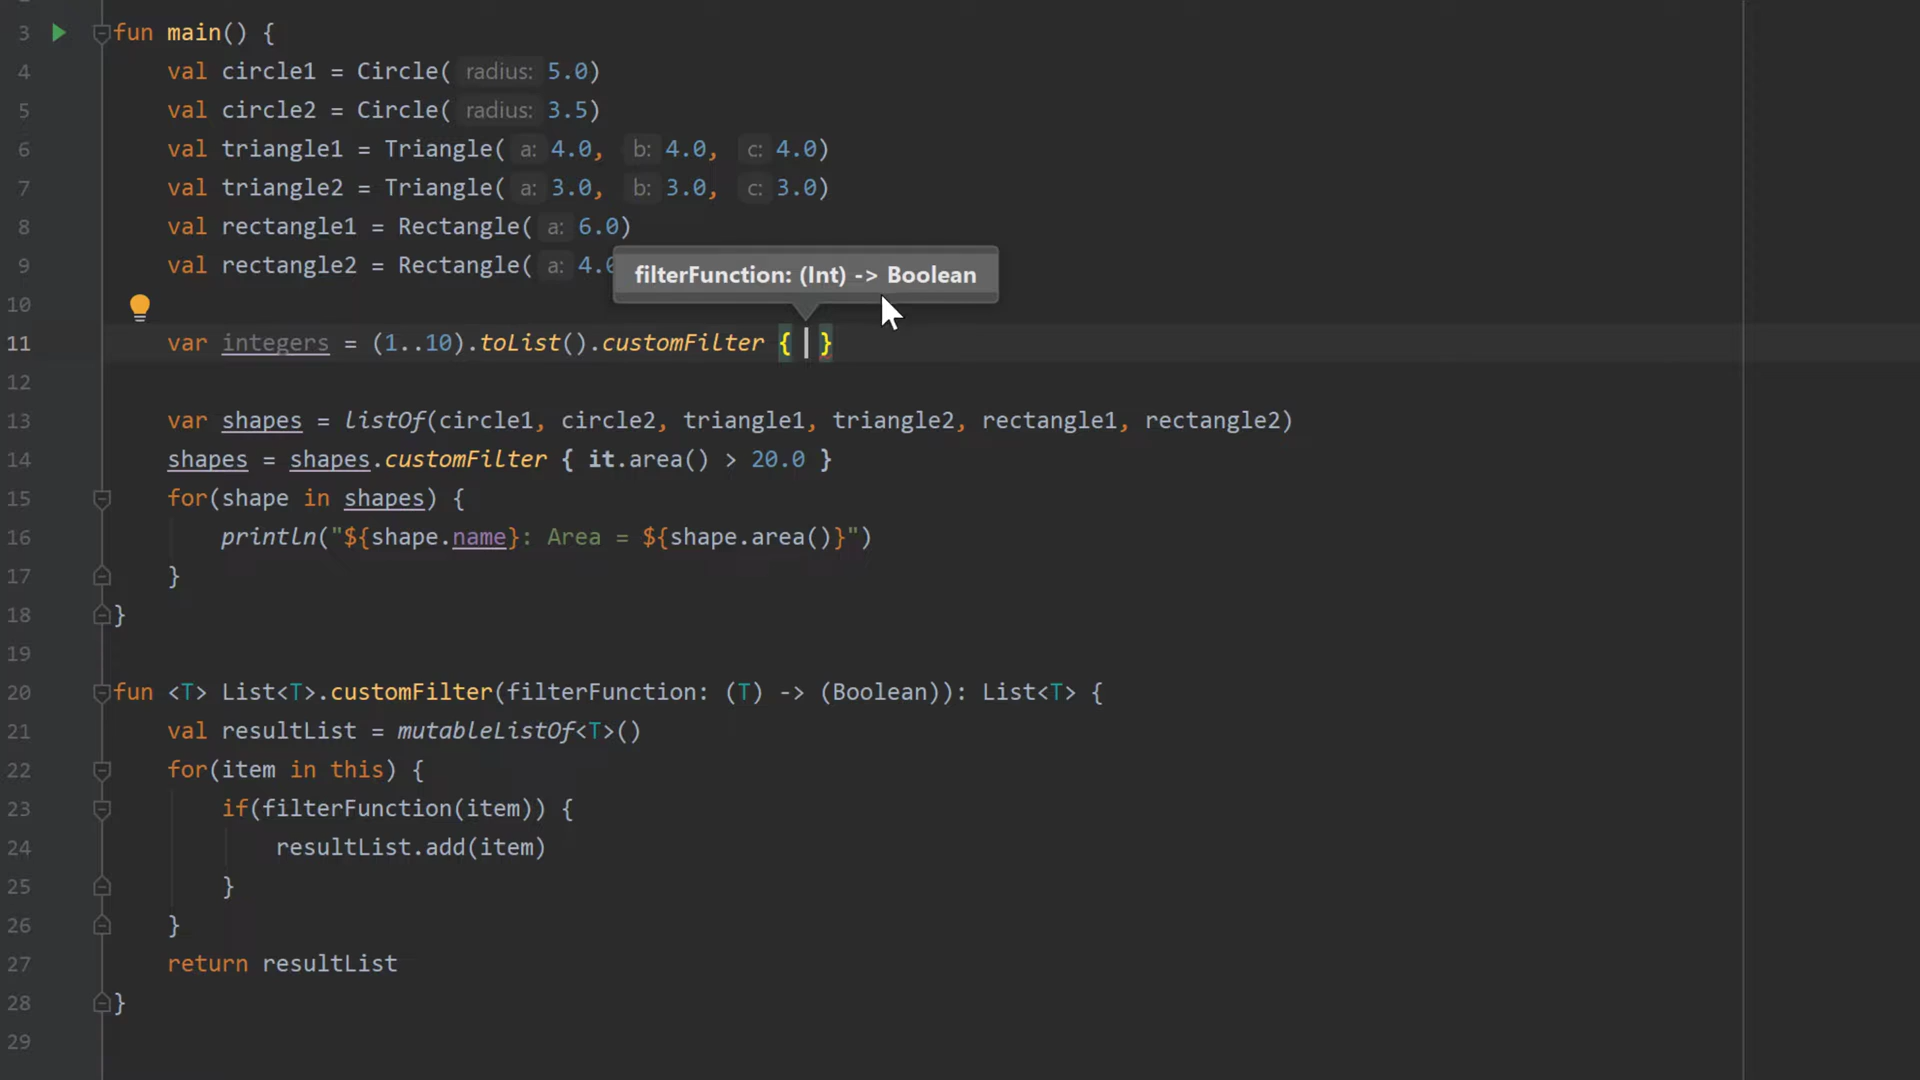 3 fun main() {
4 val circle1 = Circle( radius: 5.0)
5 val circle2 = Circle( radius: 3.5)
6 val triangle1 = Triangle( a: 4.0, b: 4.0, c: 4.0)
7 val triangle2 = Triangle( a: 3.0, b: 3.0, c: 3.0)
8 val rectangle1 = Rectangle( a: 6.0)
9 val rectangle2 = Rectangle( a: 4.0
filterFunction: (Int) -> Boolean
10
11 var integers = (1..10).toList().customFilter { }
12
13 var shapes = listOf(circle1, circle2, triangle1, triangle2, rectangle1, rectangle2)
14 shapes = shapes.customFilter { it.area() > 20.0 }
15 for(shape in shapes) {
16 println("${shape.name}: Area = ${shape.area()}")
17 }
18 }
19
20 fun <T> List<T>.customFilter(filterFunction: (T) -> (Boolean)): List<T> {
21 val resultList = mutableListOf<T>()
22 for(item in this) {
23 if(filterFunction(item)) {
24 resultList.add(item)
25 }
26 }
27 return resultList
28 }
29